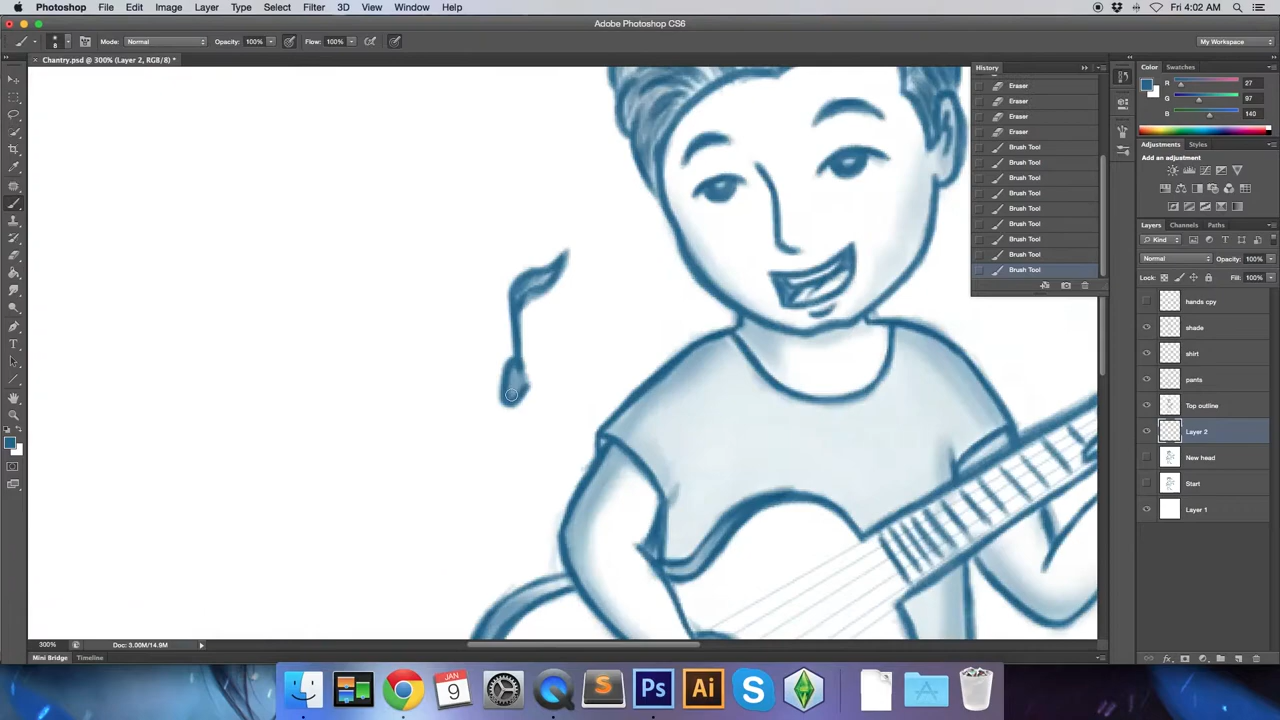 Photoshop File Edit Image Layer Type Select Filter 3D View Window Help Fri 4:02 AM
Adobe Photoshop CS6
8 Mode: Normal Opacity: 100% Flow: 100% My Workspace
× Chantry.psd @ 300% (Layer 2, RGB/8) *
History
Eraser
Eraser
Eraser
Eraser
Brush Tool
Brush Tool
Brush Tool
Brush Tool
Brush Tool
Brush Tool
Brush Tool
Brush Tool
Brush Tool
Color Swatches
R 27
G 97
B 140
Adjustments Styles
Add an adjustment
Layers Channels Paths
Kind
Normal Opacity: 100%
Lock: Fill: 100%
hands cpy
shade
shirt
pants
Top outline
Layer 2
New head
Start
Layer 1
300% Doc: 3.00M/14.9M
Mini Bridge Timeline
JAN
9
S
Ps
Ai
S